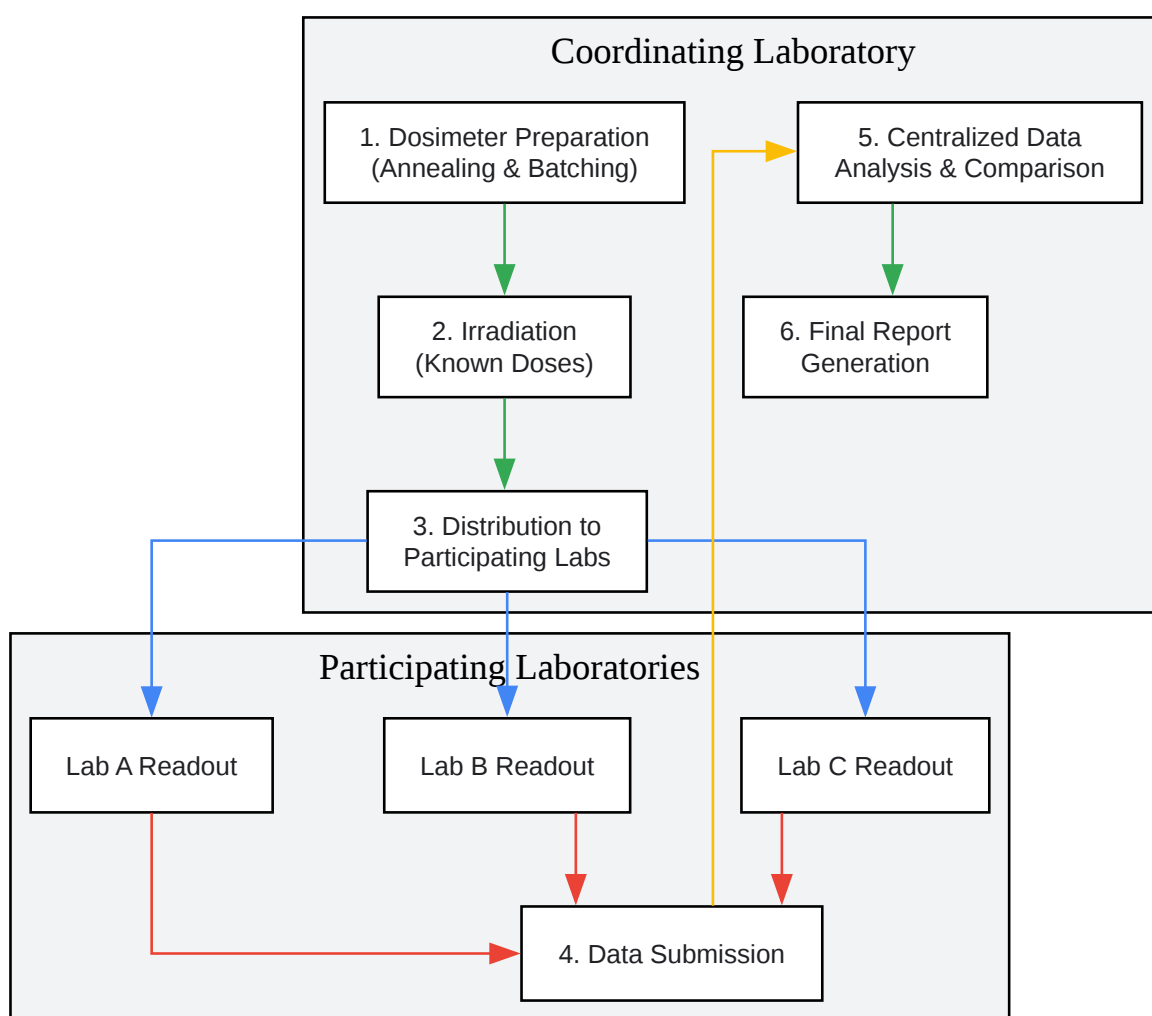 Coordinating Laboratory
1. Dosimeter Preparation
(Annealing & Batching)
5. Centralized Data
Analysis & Comparison
2. Irradiation
(Known Doses)
6. Final Report
Generation
3. Distribution to
Participating Labs
Participating Laboratories
Lab A Readout
Lab B Readout
Lab C Readout
4. Data Submission